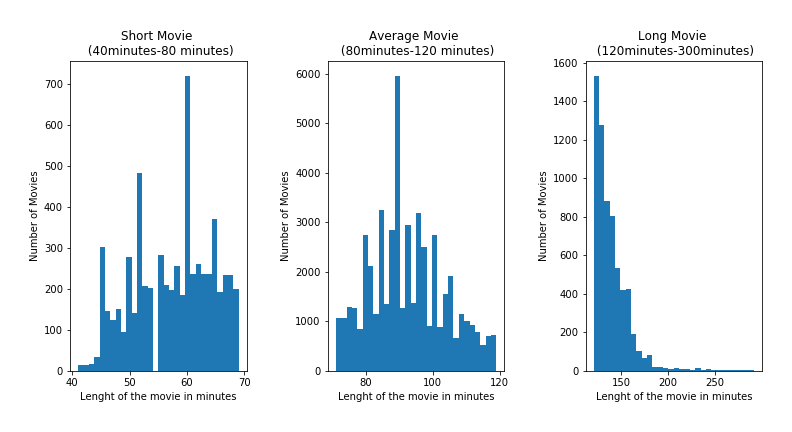 Short Movie
(40minutes-80 minutes)
700
600
500
400
300
200
100
0
40
50
60
70
Number of Movies
Lenght of the movie in minutes
Average Movie
(80minutes-120 minutes)
6000
5000
4000
3000
2000
1000
0
80
100
120
Number of Movies
Lenght of the movie in minutes
Long Movie
(120minutes-300minutes)
1600
1400
1200
1000
800
600
400
200
0
150
200
250
Number of Movies
Lenght of the movie in minutes